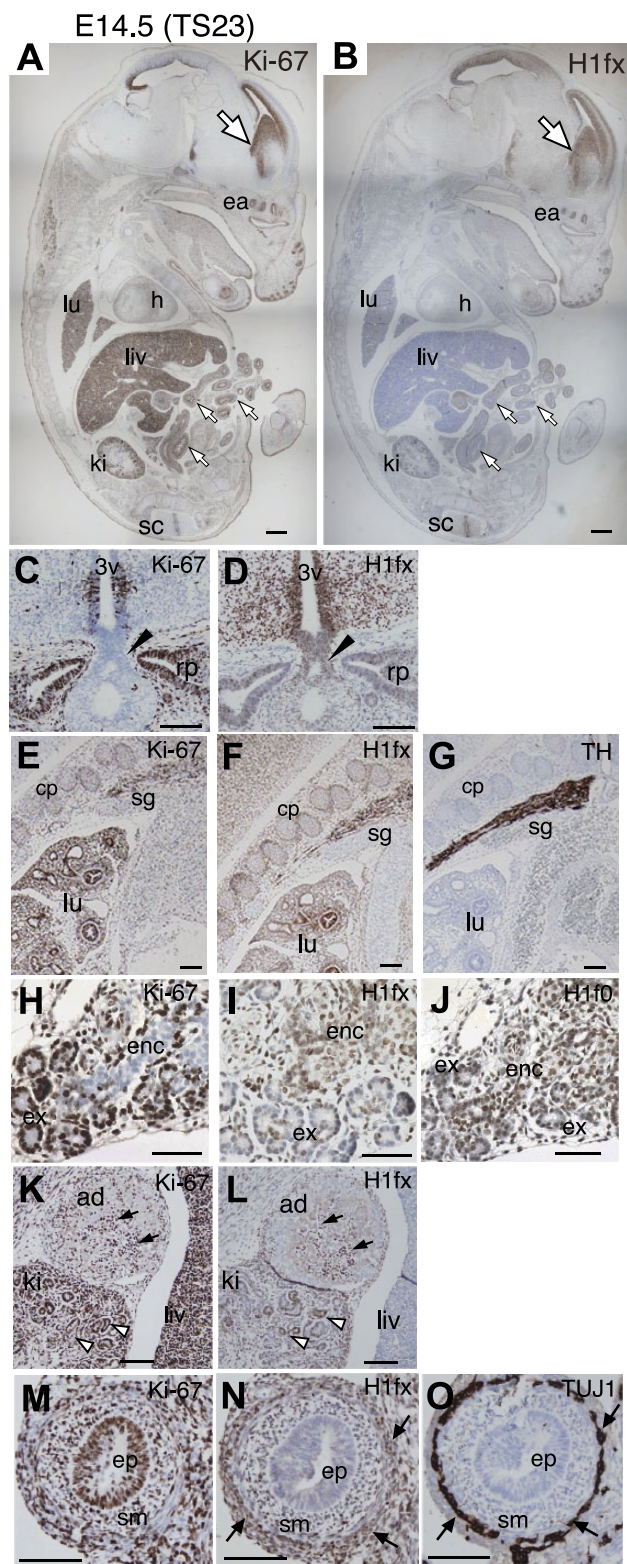 E14.5 (TS23)
A Ki-67 B H1fx
ea ea
lu h lu h
liv liv
ki ki
sc sc
C 3v Ki-67 D 3v H1fx
rp rp
E Ki-67 F H1fx G TH
cp sg cp sg cp sg
lu lu lu
H Ki-67 I H1fx J H1f0
enc enc ex enc
ex ex ex
K Ki-67 L H1fx
ad ad
ki liv ki liv
M Ki-67 N H1fx O TUJ1
ep ep ep
sm sm sm